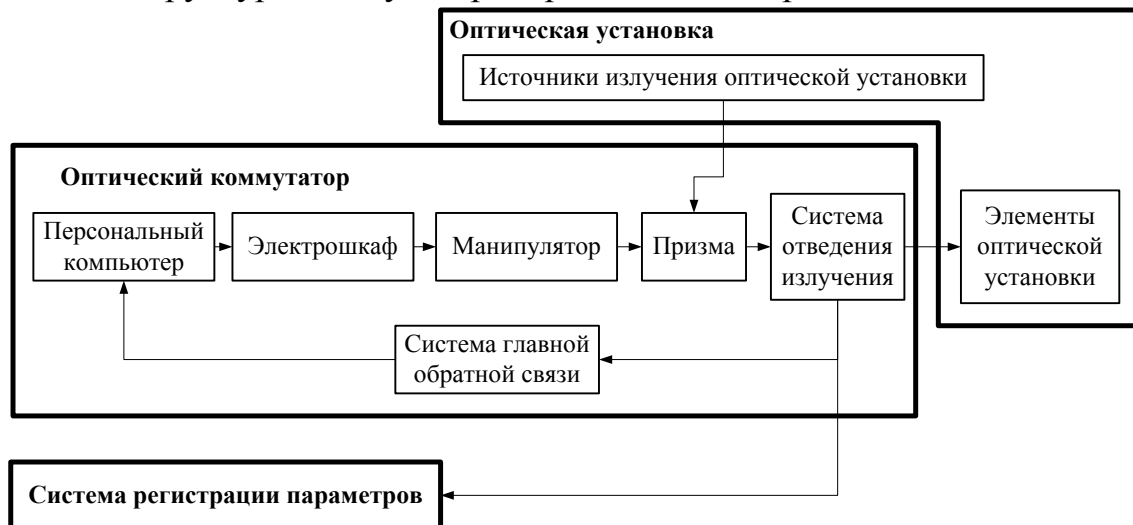 Оптическая установка
Источники излучения оптической установки
Оптический коммутатор
Персональный
компьютер
Электрошкаф
Манипулятор
Призма
Система
отведения
излучения
Элементы
оптической
установки
Система главной
обратной связи
Система регистрации параметров